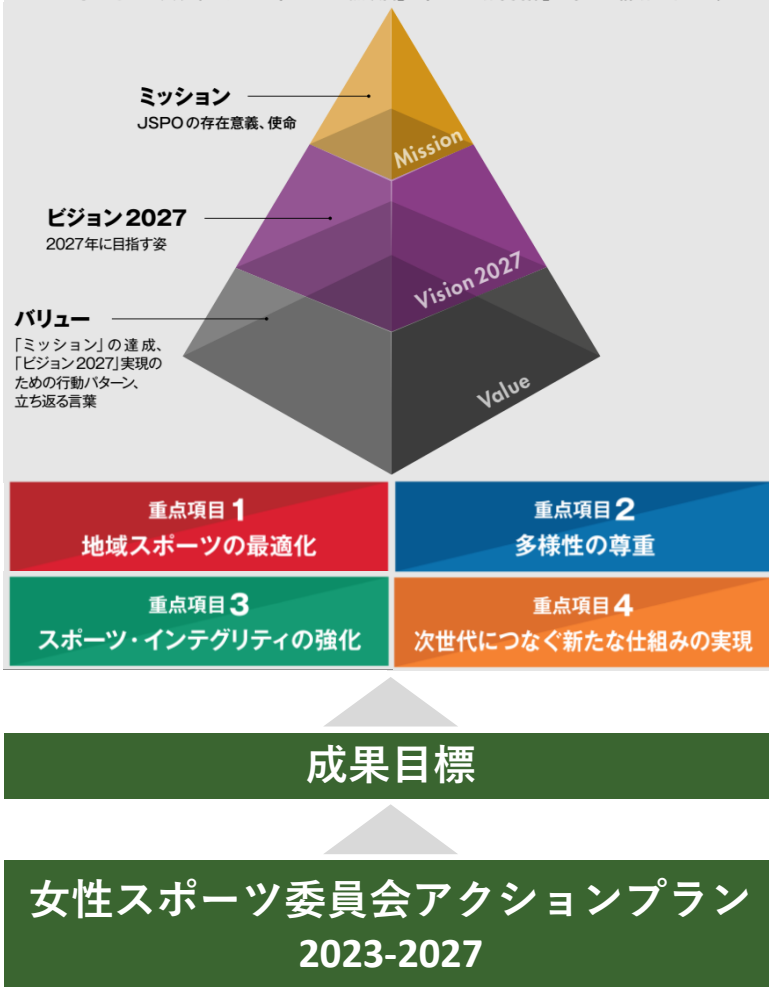 ミッション
JSPOの存在意義、使命
Mission
ビジョン2027
2027年に目指す姿
Vision 2027
バリュー
「ミッション」の達成、
「ビジョン2027」実現の
ための行動パターン、
立ち返る言葉
Value
重点項目1
地域スポーツの最適化
重点項目2
多様性の尊重
重点項目3
スポーツ・インテグリティの強化
重点項目4
次世代につなぐ新たな仕組みの実現
成果目標
女性スポーツ委員会アクションプラン
2023-2027